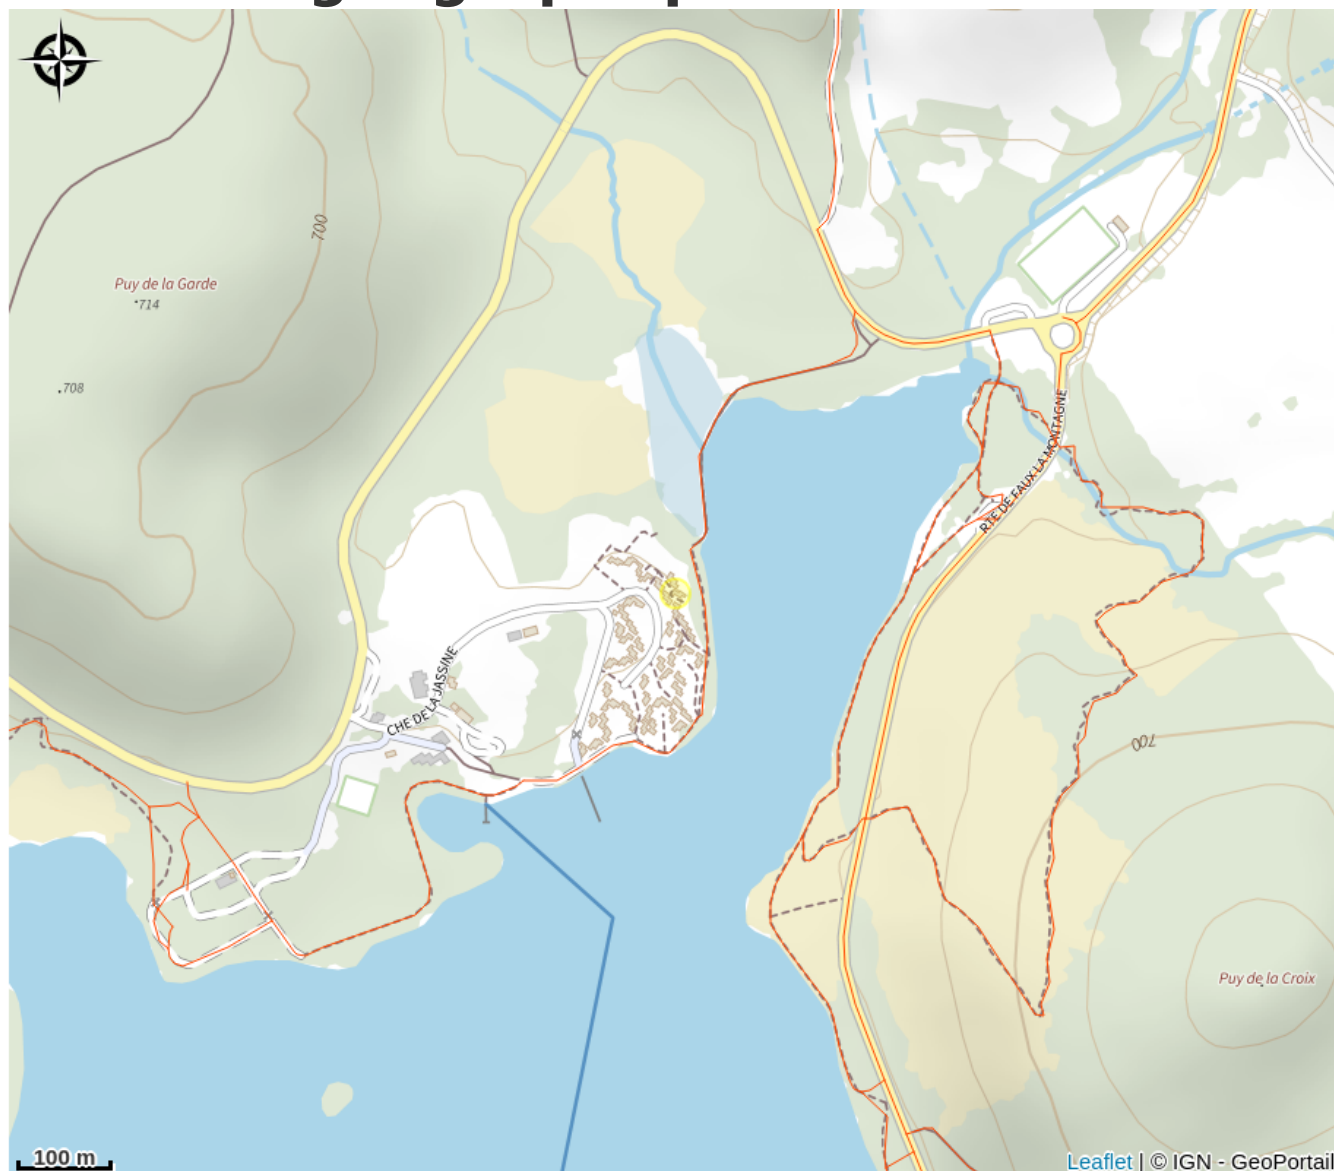 700
Puy de la Garde
714
708
RTE DE FAUX LA MONTAGNE
CHE DE LA JASSINE
700
Puy de la Croix
100 m
Leaflet | © IGN - GeoPortail